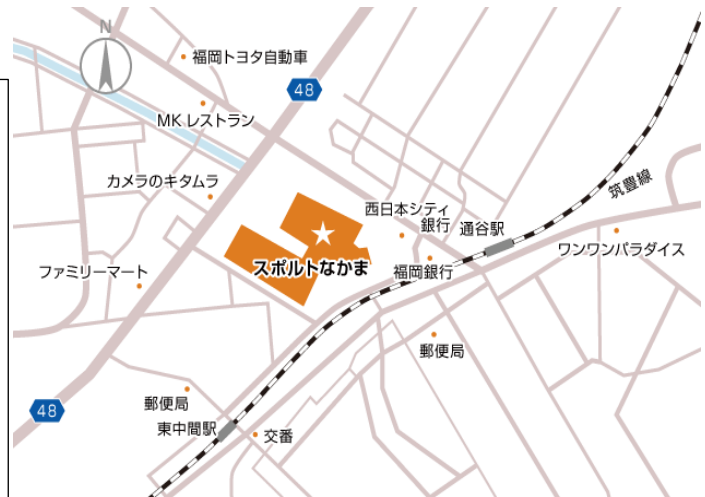 N
福岡トヨタ自動車
48
MKレストラン
カメラのキタムラ
筑豊線
西日本シティ
銀行
通谷駅
ワンワンパラダイス
スポルトなかま
福岡銀行
ファミリーマート
郵便局
48
郵便局
東中間駅
交番